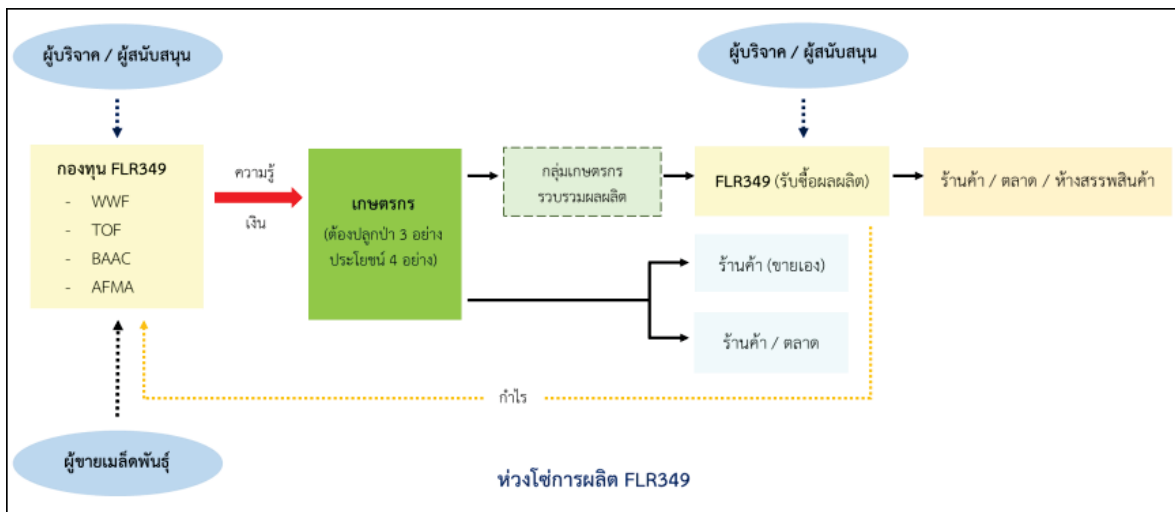 ผู้บริจาค / ผู้สนับสนุน
ผู้บริจาค / ผู้สนับสนุน
กองทุน FLR349
- WWF
- TOF
- BAAC
- AFMA
ความรู้
เงิน
เกษตรกร
(ต้องปลูกป่า 3 อย่าง
ประโยชน์ 4 อย่าง)
กลุ่มเกษตรกร
รวบรวมผลผลิต
FLR349 (รับซื้อผลผลิต)
ร้านค้า / ตลาด / ห้างสรรพสินค้า
ร้านค้า (ขายเอง)
ร้านค้า / ตลาด
กำไร
ผู้ขายเมล็ดพันธุ์
ห่วงโซ่การผลิต FLR349